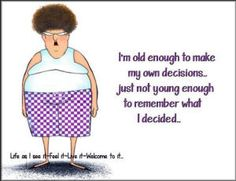 I'm old enough to make
my own decisions..
just not young enough
to remember what
I decided..
Life as I see it~Feel it~Live it~Welcome to it..